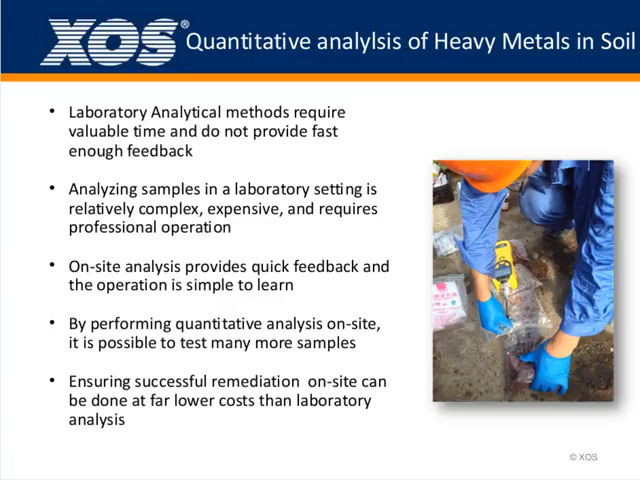 XOS®
Quantitative analylsis of Heavy Metals in Soil
• Laboratory Analytical methods require
valuable time and do not provide fast
enough feedback
• Analyzing samples in a laboratory setting is
relatively complex, expensive, and requires
professional operation
• On-site analysis provides quick feedback and
the operation is simple to learn
• By performing quantitative analysis on-site,
it is possible to test many more samples
• Ensuring successful remediation on-site can
be done at far lower costs than laboratory
analysis
© XOS